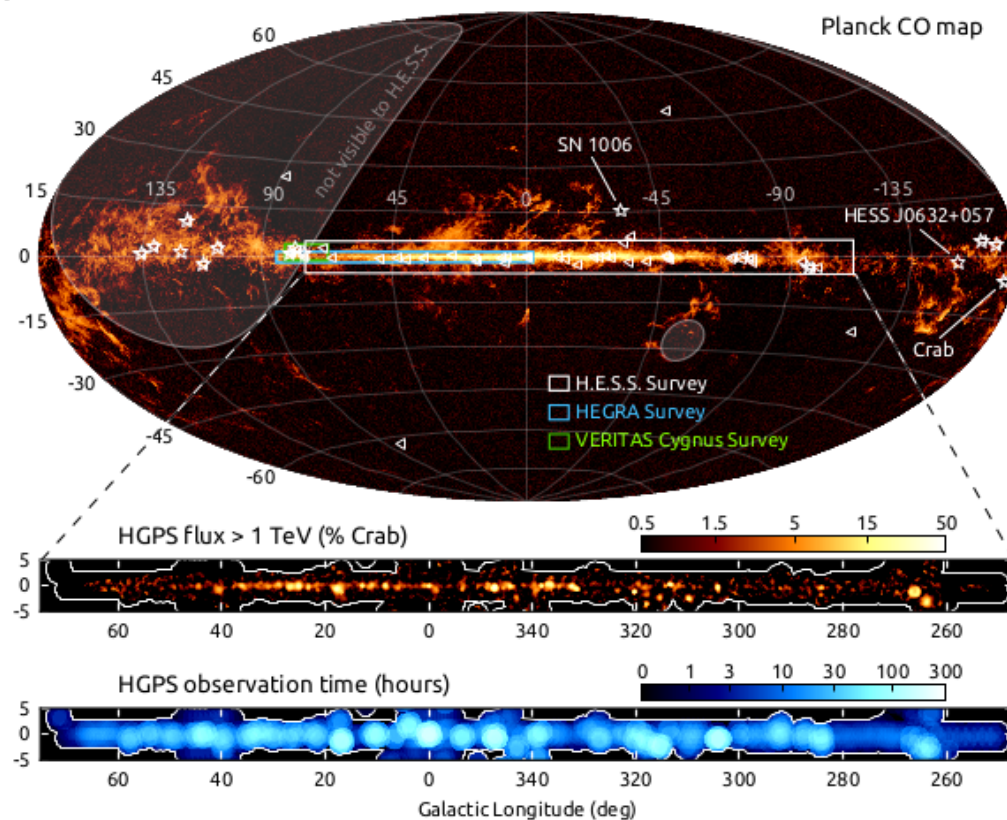 Planck CO map
60
45
30
15
0
-15
-30
-45
-60
not visible to H.E.S.S.
135
90
45
0
-45
-90
-135
SN 1006
HESS J0632+057
Crab
H.E.S.S. Survey
HEGRA Survey
VERITAS Cygnus Survey
HGPS flux > 1 TeV (% Crab)
0.5 1.5 5 15 50
5
0
-5
60 40 20 0 340 320 300 280 260
HGPS observation time (hours)
0 1 3 10 30 100 300
5
0
-5
60 40 20 0 340 320 300 280 260
Galactic Longitude (deg)